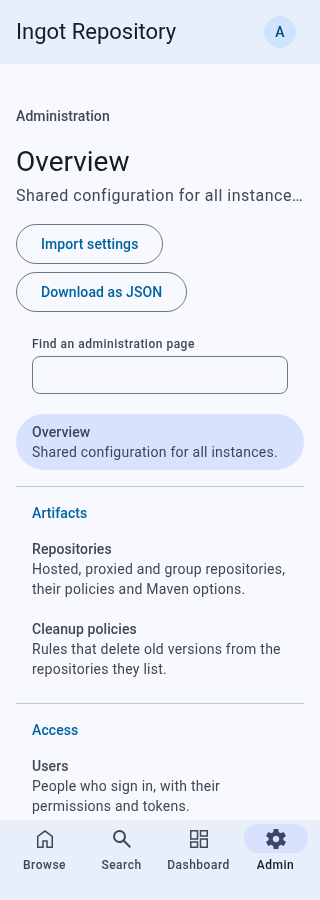 Ingot Repository
A
Administration
Overview
Shared configuration for all instance…
Import settings
Download as JSON
Find an administration page
Overview
Shared configuration for all instances.
Artifacts
Repositories
Hosted, proxied and group repositories,
their policies and Maven options.
Cleanup policies
Rules that delete old versions from the
repositories they list.
Access
Users
People who sign in, with their
permissions and tokens.
Browse
Search
Dashboard
Admin